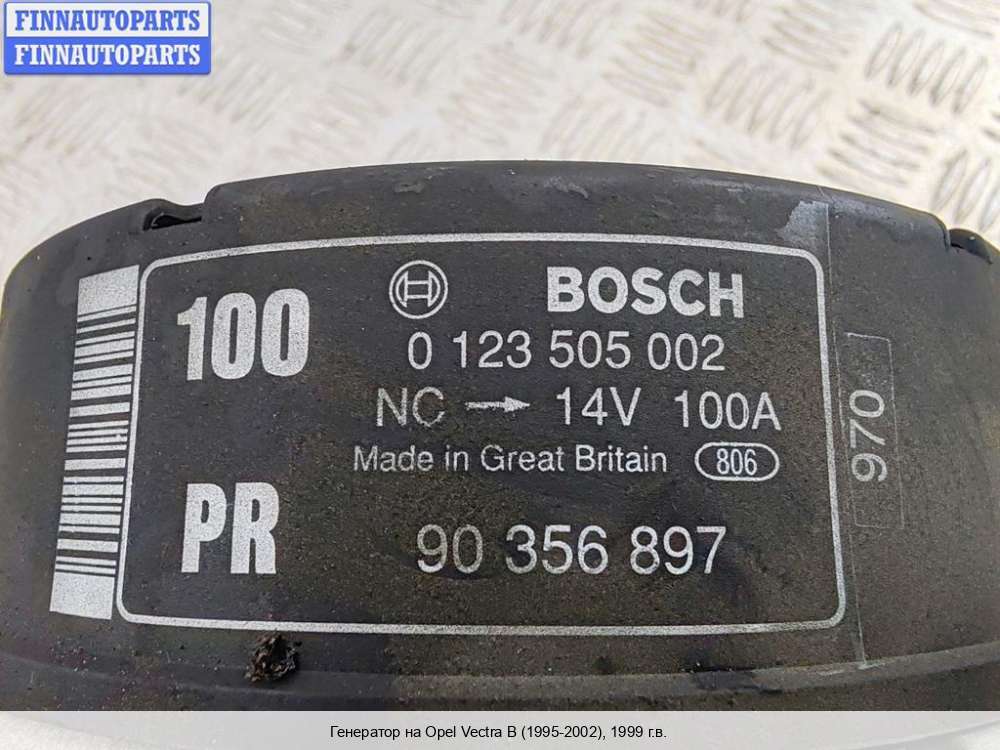 FINNAUTOPARTS
FINNAUTOPARTS
100
BOSCH
0 123 505 002
NC → 14V 100A
Made in Great Britain 806
PR
90 356 897
970
Генератор на Opel Vectra B (1995-2002), 1999 г.в.